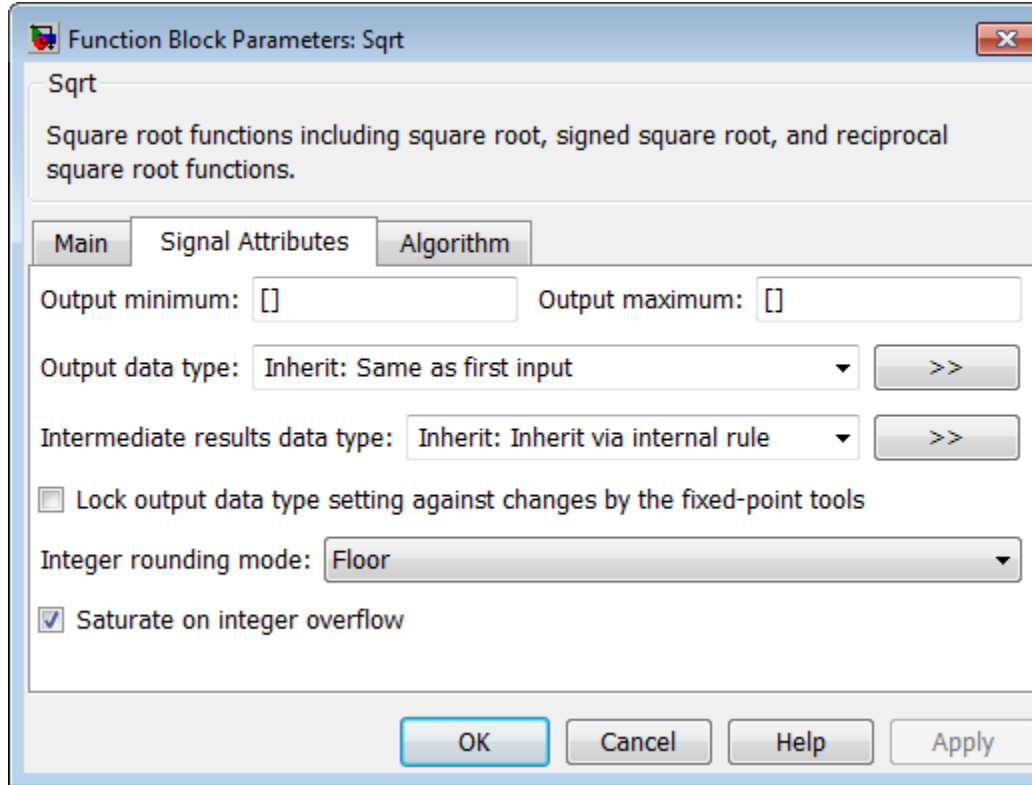 Function Block Parameters: Sqrt
Sqrt
Square root functions including square root, signed square root, and reciprocal
square root functions.
Main Signal Attributes Algorithm
Output minimum: [] Output maximum: []
Output data type: Inherit: Same as first input >>
Intermediate results data type: Inherit: Inherit via internal rule >>
Lock output data type setting against changes by the fixed-point tools
Integer rounding mode: Floor
Saturate on integer overflow
OK Cancel Help Apply